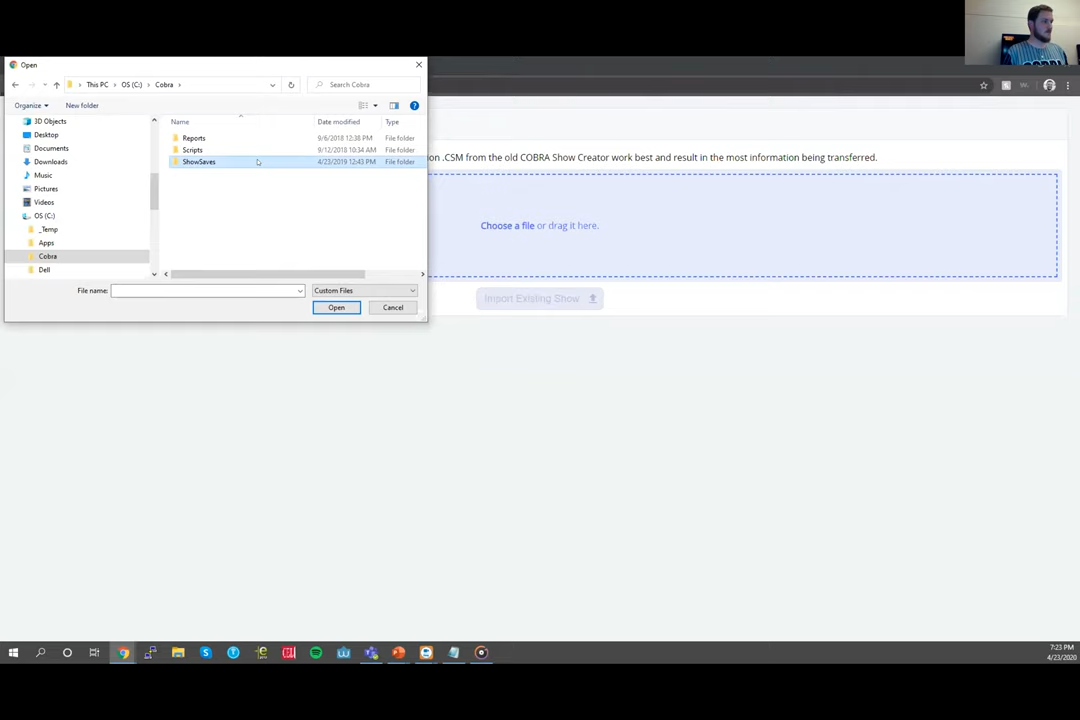 Open
This PC > OS (C:) > Cobra >
Search Cobra
Organize
New folder
Name
Date modified
Type
3D Objects
Desktop
Documents
Downloads
Music
Pictures
Videos
OS (C:)
_Temp
Apps
Cobra
Dell
Reports 9/6/2018 12:38 PM File folder
Scripts 9/12/2018 10:34 AM File folder
ShowSaves 4/23/2019 12:43 PM File folder
on .CSM from the old COBRA Show Creator work best and result in the most information being transferred.
Choose a file or drag it here.
Import Existing Show
File name:
Custom Files
Open
Cancel
7:23 PM
4/23/2020